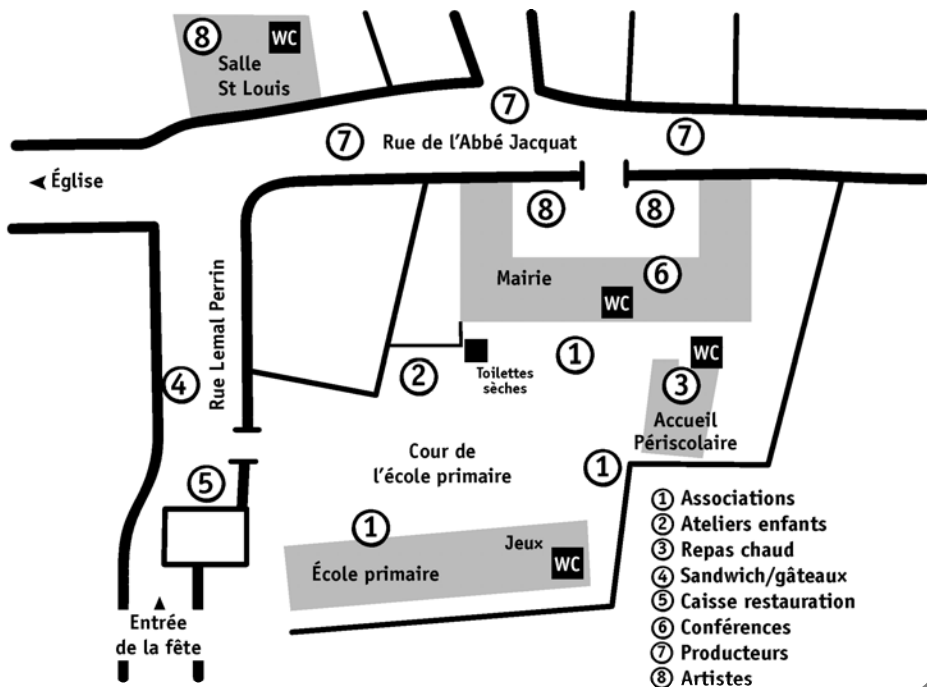 8 WC
Salle
St Louis
7
7
7
Rue de l'Abbé Jacquat
◄ Église
8
8
Mairie
6
WC
Rue Lemal Perrin
4
2
Toilettes
sèches
1
WC
3
Accueil
Périscolaire
Cour de
l'école primaire
1
5
1
Jeux
WC
École primaire
▲
Entrée
de la fête
1 Associations
2 Ateliers enfants
3 Repas chaud
4 Sandwich/gâteaux
5 Caisse restauration
6 Conférences
7 Producteurs
8 Artistes